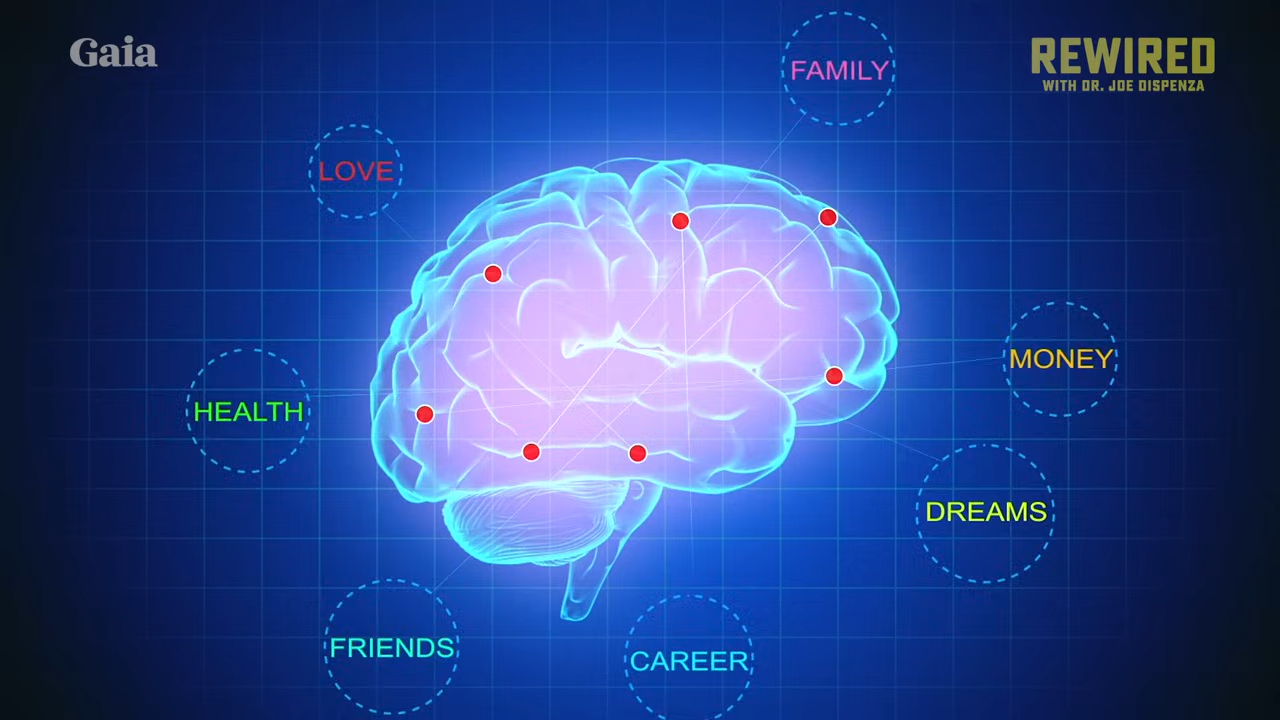 Gaia
REWIRED
WITH DR. JOE DISPENZA
FAMILY
LOVE
MONEY
HEALTH
DREAMS
FRIENDS
CAREER